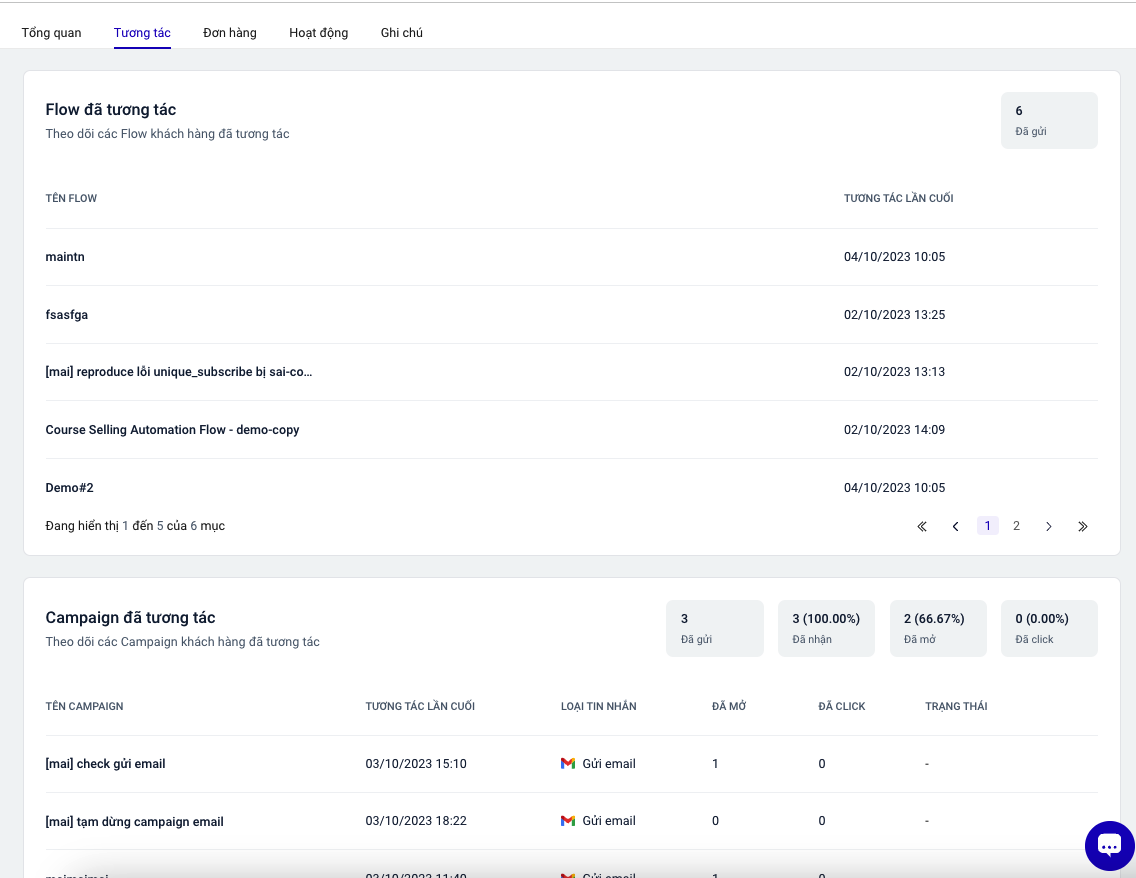 Tổng quan Tương tác Đơn hàng Hoạt động Ghi chú
Flow đã tương tác
Theo dõi các Flow khách hàng đã tương tác
6
Đã gửi
TÊN FLOW TƯƠNG TÁC LẦN CUỐI
maintn 04/10/2023 10:05
fsasfga 02/10/2023 13:25
[mai] reproduce lỗi unique_subscribe bị sai-co... 02/10/2023 13:13
Course Selling Automation Flow - demo-copy 02/10/2023 14:09
Demo#2 04/10/2023 10:05
Đang hiển thị 1 đến 5 của 6 mục
1 2
Campaign đã tương tác
Theo dõi các Campaign khách hàng đã tương tác
3 3 (100.00%) 2 (66.67%) 0 (0.00%)
Đã gửi Đã nhận Đã mở Đã click
TÊN CAMPAIGN TƯƠNG TÁC LẦN CUỐI LOẠI TIN NHẮN ĐÃ MỞ ĐÃ CLICK TRẠNG THÁI
[mai] check gửi email 03/10/2023 15:10 Gửi email 1 0 -
[mai] tạm dừng campaign email 03/10/2023 18:22 Gửi email 0 0 -
03/10/2023 11:40 Gửi email 1 0